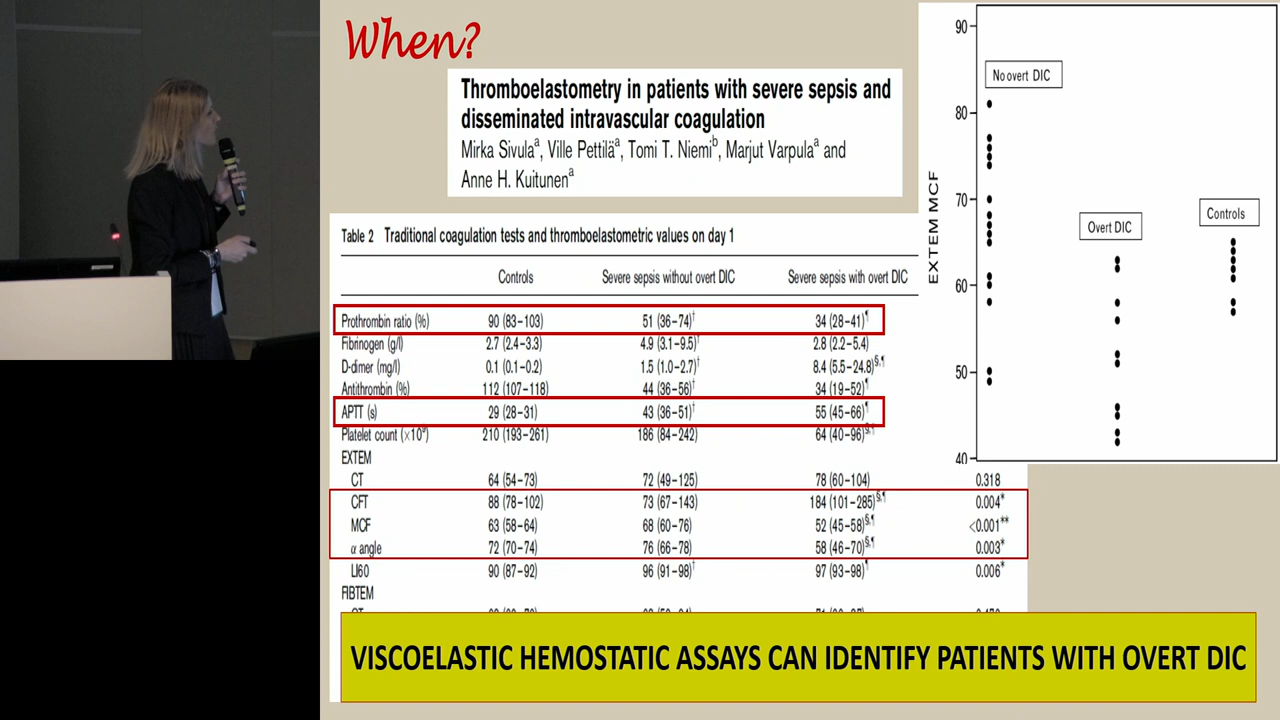 When?
Thromboelastometry in patients with severe sepsis and
disseminated intravascular coagulation
Mirka Sivulaᵃ, Ville Pettiläᵃ, Tomi T. Niemiᵇ, Marjut Varpulaᵃ and
Anne H. Kuitunenᵃ
Table 2 Traditional coagulation tests and thromboelastometric values on day 1
Controls Severe sepsis without overt DIC Severe sepsis with overt DIC
Prothrombin ratio (%) 90 (83–103) 51 (36–74)† 34 (28–41)¶
Fibrinogen (g/l) 2.7 (2.4–3.3) 4.9 (3.1–9.5)† 2.8 (2.2–5.4)
D-dimer (mg/l) 0.1 (0.1–0.2) 1.5 (1.0–2.7)† 8.4 (5.5–24.8)§,¶
Antithrombin (%) 112 (107–118) 44 (36–56)† 34 (19–52)¶
APTT (s) 29 (28–31) 43 (36–51)† 55 (45–66)¶
Platelet count (×10⁹) 210 (193–261) 186 (84–242) 64 (40–96)§,¶
EXTEM
CT 64 (54–73) 72 (49–125) 78 (60–104) 0.318
CFT 88 (78–102) 73 (67–143) 184 (101–285)§,¶ 0.004*
MCF 63 (58–64) 68 (60–76) 52 (45–58)§,¶ <0.001**
α angle 72 (70–74) 76 (66–78) 58 (46–70)§,¶ 0.003*
LI60 90 (87–92) 96 (91–98)† 97 (93–98)¶ 0.006*
FIBTEM
EXTEM MCF
90
80
70
60
50
40
No overt DIC
Overt DIC
Controls
VISCOELASTIC HEMOSTATIC ASSAYS CAN IDENTIFY PATIENTS WITH OVERT DIC